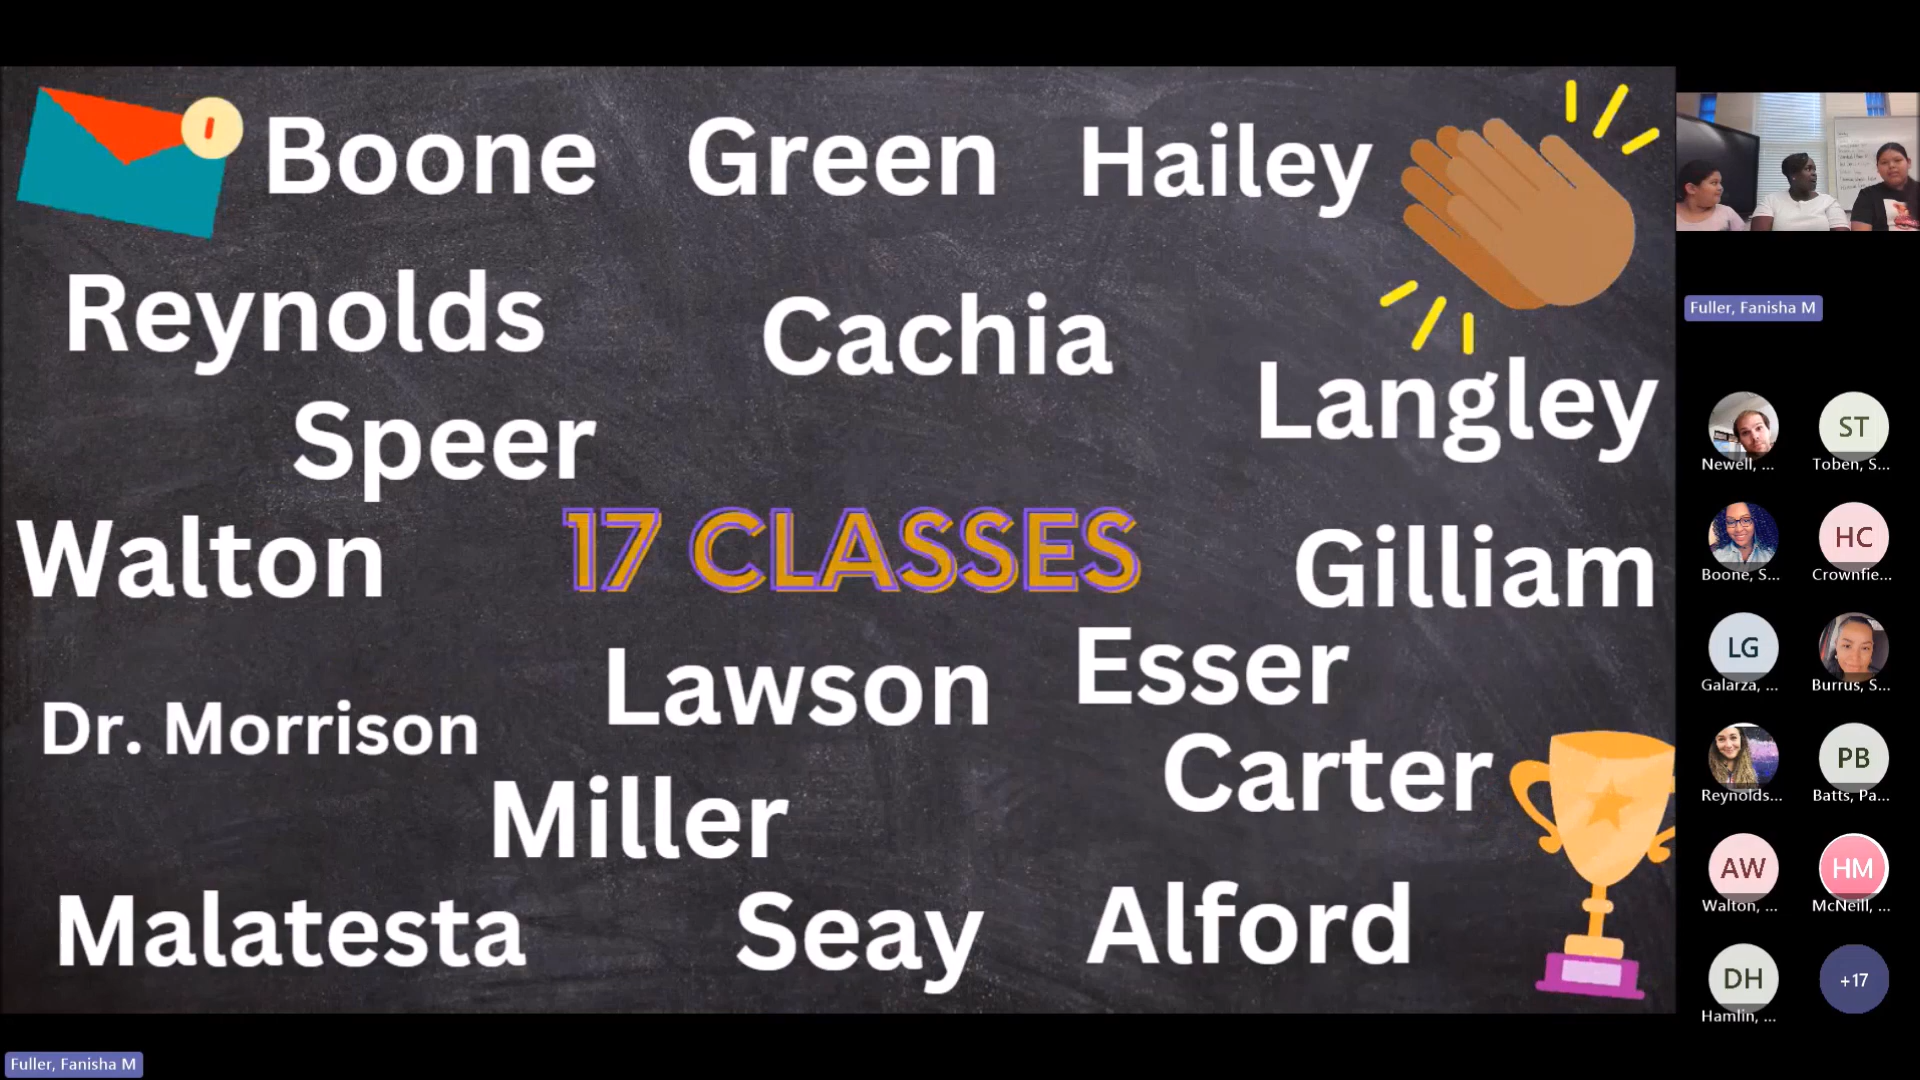 Boone Green Hailey
Reynolds Cachia
Langley
Speer
17 CLASSES
Walton Gilliam
Lawson Esser
Dr. Morrison
Carter
Miller
Malatesta Seay Alford
Fuller, Fanisha M
ST
Newell, ... Toben, S...
HC
Boone, S... Crownfie...
LG
Galarza, ... Burrus, S...
PB
Reynolds... Batts, Pa...
AW HM
Walton, ... McNeill, ...
DH +17
Hamlin, ...
Fuller, Fanisha M